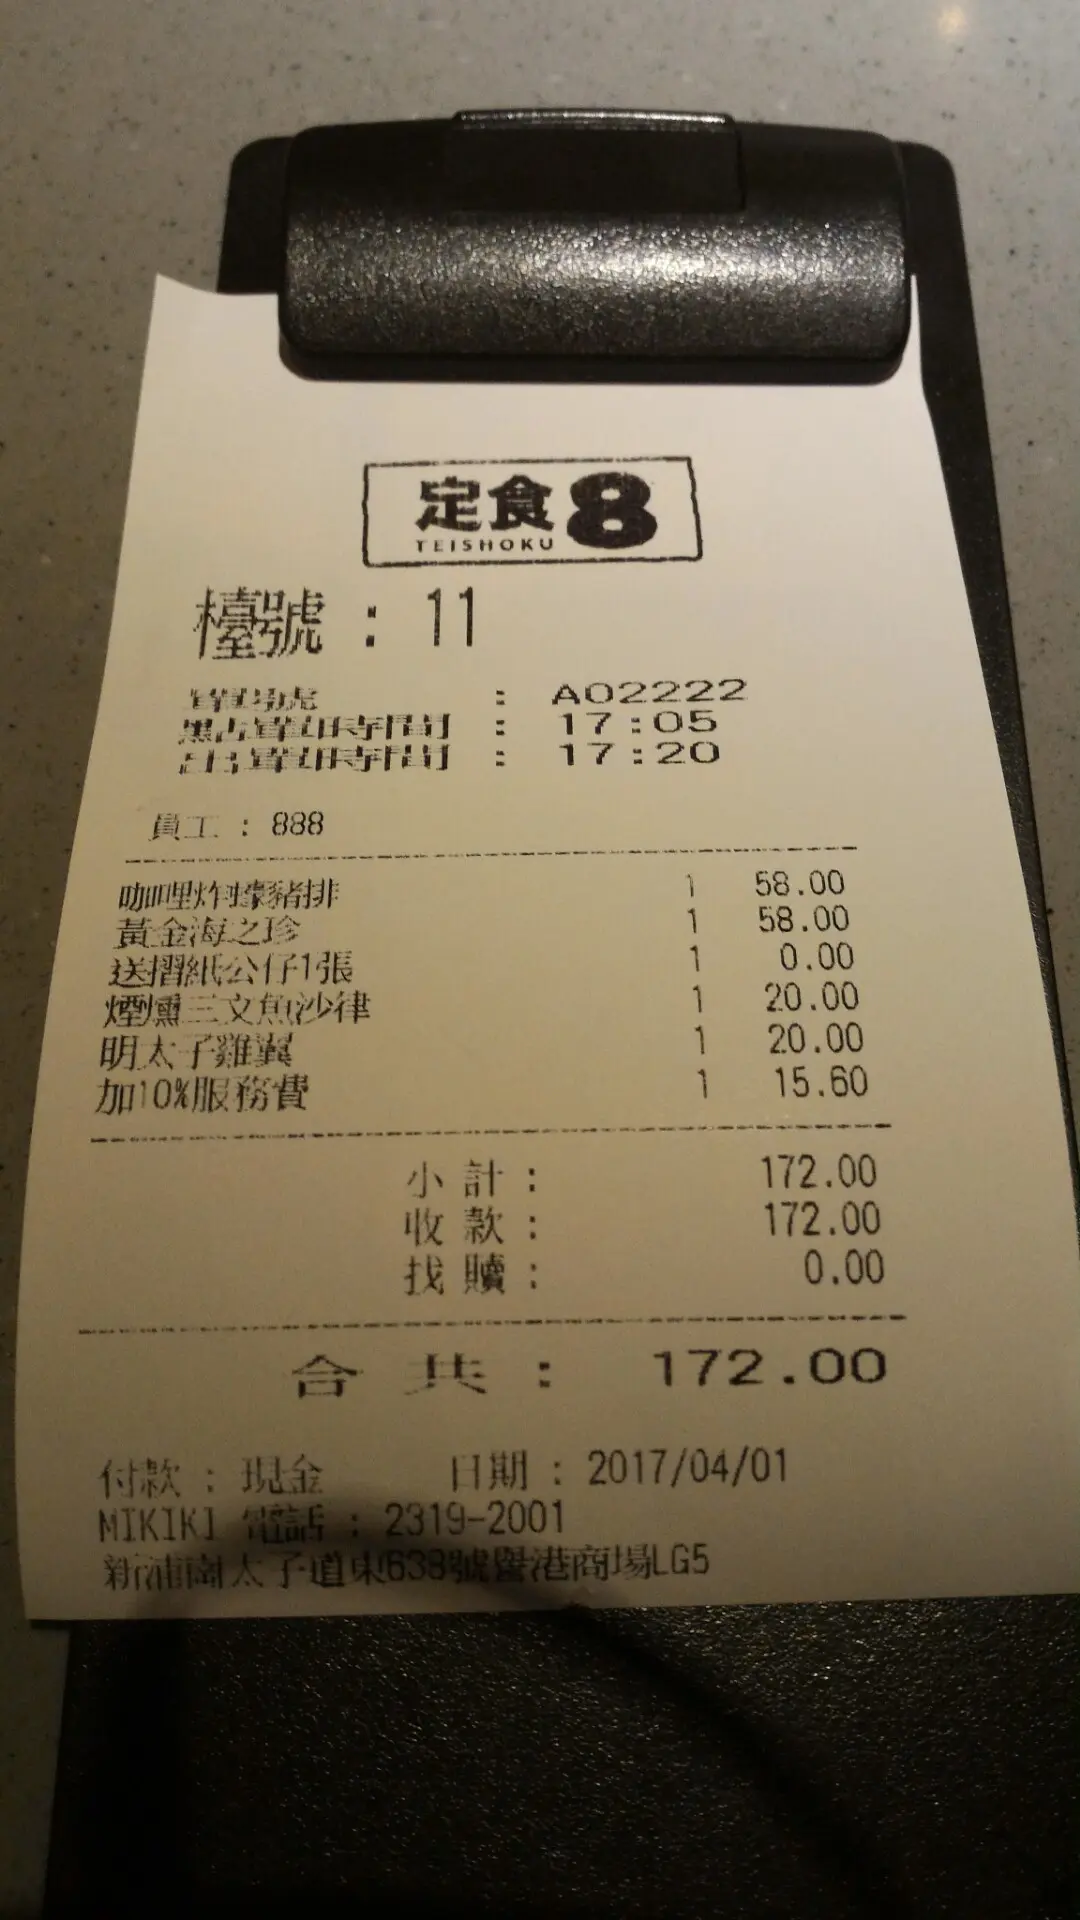 定食8
TEISHOKU
檯號 : 11
賣單號 : A02222
點占賣單時間 : 17:05
出單時間 : 17:20
員工 : 888
咖哩炸蠔豬排 1 58.00
黃金海之珍 1 58.00
送摺紙公仔1張 1 0.00
煙燻三文魚沙律 1 20.00
明太子雞翼 1 20.00
加10%服務費 1 15.60
小計 : 172.00
收款 : 172.00
找贖 : 0.00
合共 : 172.00
付款 : 現金 日期 : 2017/04/01
MIKIKI 電話 : 2319-2001
新蒲崗太子道東638號譽港商場LG5